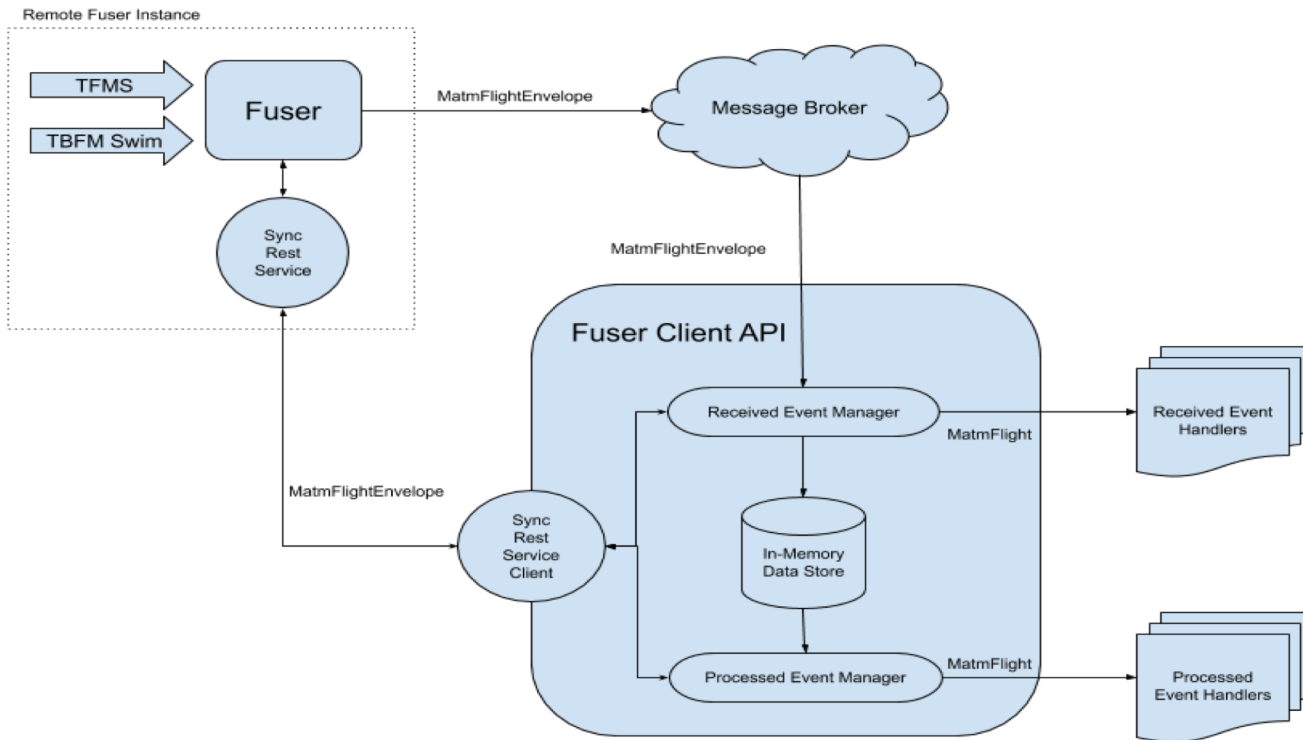 Remote Fuser Instance
TFMS
TBFM Swim
Fuser
MatmFlightEnvelope
Message Broker
Sync
Rest
Service
MatmFlightEnvelope
Fuser Client API
Received Event Manager
MatmFlight
Received Event
Handlers
MatmFlightEnvelope
Sync
Rest
Service
Client
In-Memory
Data Store
Processed Event Manager
MatmFlight
Processed
Event Handlers